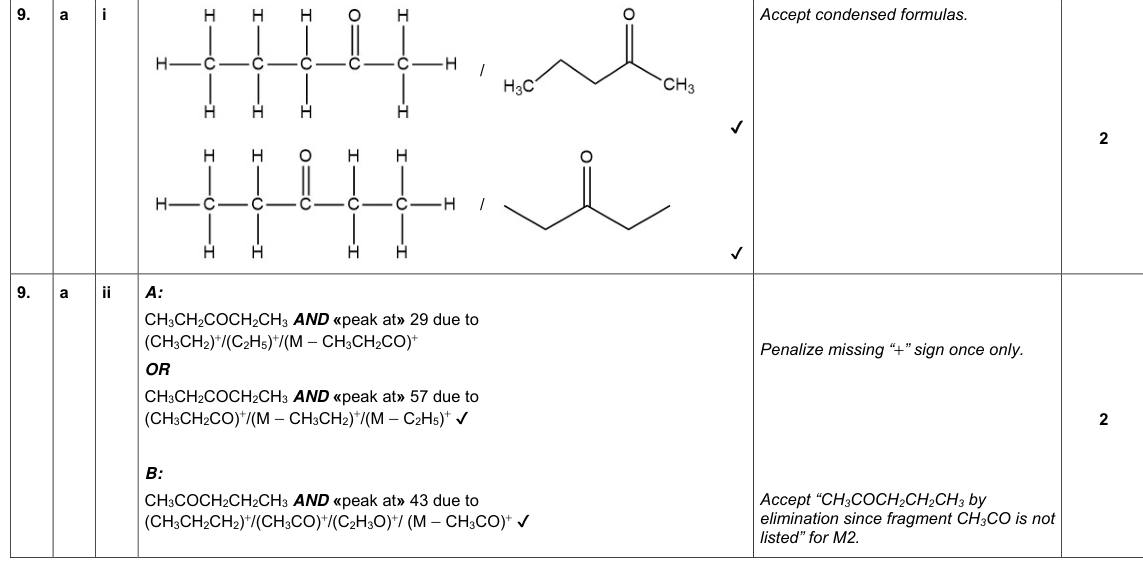 9. a i H H H O H Accept condensed formulas.
H C C C C C H / H₃C O CH₃
H H H H
✓
2
H H O H H O
H C C C C C H /
H H H H
✓
9. a ii A:
CH₃CH₂COCH₂CH₃ AND «peak at» 29 due to
(CH₃CH₂)⁺/(C₂H₅)⁺/(M – CH₃CH₂CO)⁺
Penalize missing “+” sign once only.
OR
CH₃CH₂COCH₂CH₃ AND «peak at» 57 due to
(CH₃CH₂CO)⁺/(M – CH₃CH₂)⁺/(M – C₂H₅)⁺ ✓
2
B:
CH₃COCH₂CH₂CH₃ AND «peak at» 43 due to
(CH₃CH₂CH₂)⁺/(CH₃CO)⁺/(C₂H₃O)⁺/ (M – CH₃CO)⁺ ✓
Accept “CH₃COCH₂CH₂CH₃ by
elimination since fragment CH₃CO is not
listed” for M2.